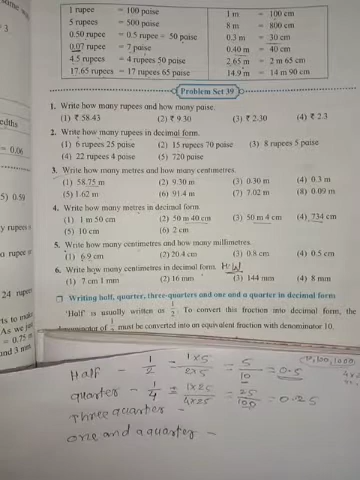 1 rupee = 100 paise 1 m = 100 cm
5 rupees = 500 paise 8 m = 800 cm
0.50 rupee = 0.5 rupee = 50 paise 0.3 m = 30 cm
0.07 rupee = 7 paise 0.40 m = 40 cm
4.5 rupees = 4 rupees 50 paise 2.65 m = 2 m 65 cm
17.65 rupees = 17 rupees 65 paise 14.9 m = 14 m 90 cm
Problem Set 39
1. Write how many rupees and how many paise.
(1) ₹ 58.43 (2) ₹ 9.30 (3) ₹ 2.30 (4) ₹ 2.3
2. Write how many rupees in decimal form.
(1) 6 rupees 25 paise (2) 15 rupees 70 paise (3) 8 rupees 5 paise
(4) 22 rupees 4 paise (5) 720 paise
3. Write how many metres and how many centimetres.
(1) 58.75 m (2) 9.30 m (3) 0.30 m (4) 0.3 m
(5) 1.62 m (6) 91.4 m (7) 7.02 m (8) 0.09 m
4. Write how many metres in decimal form.
(1) 1 m 50 cm (2) 50 m 40 cm (3) 50 m 4 cm (4) 734 cm
(5) 10 cm (6) 2 cm
5. Write how many centimetres and how many millimetres.
(1) 6.9 cm (2) 20.4 cm (3) 0.8 cm (4) 0.5 cm
6. Write how many centimetres in decimal form. H.W
(1) 7 cm 1 mm (2) 16 mm (3) 144 mm (4) 8 mm
Writing half, quarter, three-quarters and one and a quarter in decimal form
'Half' is usually written as 1/2. To convert this fraction into decimal form, the
of 1/2 must be converted into an equivalent fraction with denominator 10.
Half - 1/2 = 1×5/2×5 = 5/10 = 0.5
quarter - 1/4 = 1×25/4×25 = 25/100 = 0.25
Three quarter -
one and a quarter -